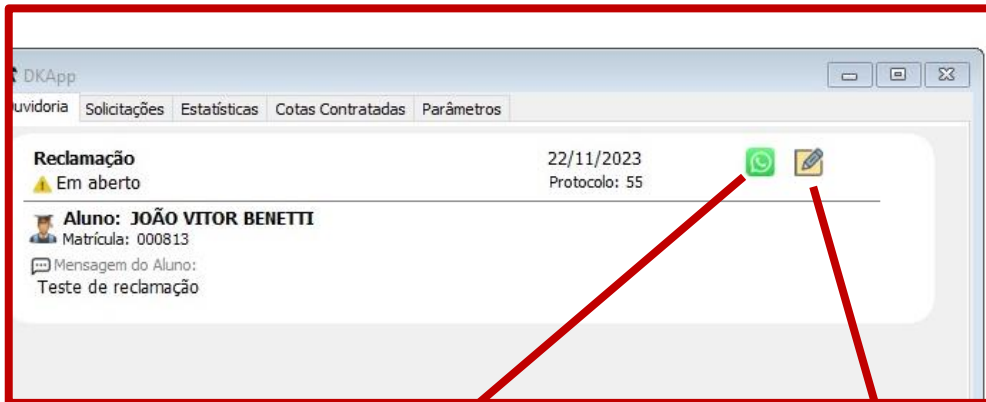 DKApp
uvidoria Solicitações Estatísticas Cotas Contratadas Parâmetros
Reclamação 22/11/2023
Em aberto Protocolo: 55
Aluno: JOÃO VITOR BENETTI
Matrícula: 000813
Mensagem do Aluno:
Teste de reclamação